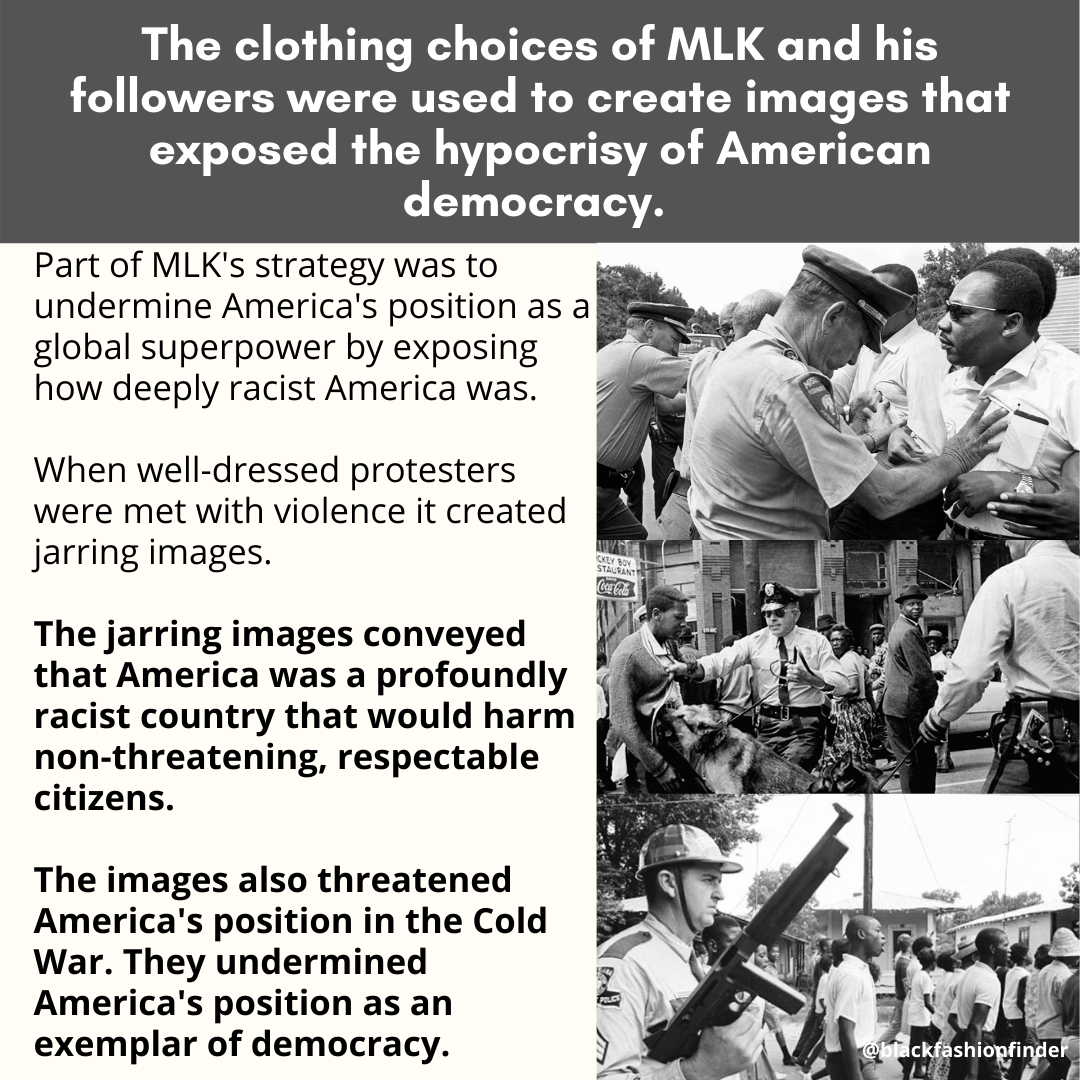 The clothing choices of MLK and his
followers were used to create images that
exposed the hypocrisy of American
democracy.
Part of MLK's strategy was to
undermine America's position as a
global superpower by exposing
how deeply racist America was.
When well-dressed protesters
were met with violence it created
jarring images.
The jarring images conveyed
that America was a profoundly
racist country that would harm
non-threatening, respectable
citizens.
The images also threatened
America's position in the Cold
War. They undermined
America's position as an
exemplar of democracy.
CKEY BOY
STAURANT
Coca-Cola
POLICE
@blackfashionfinder